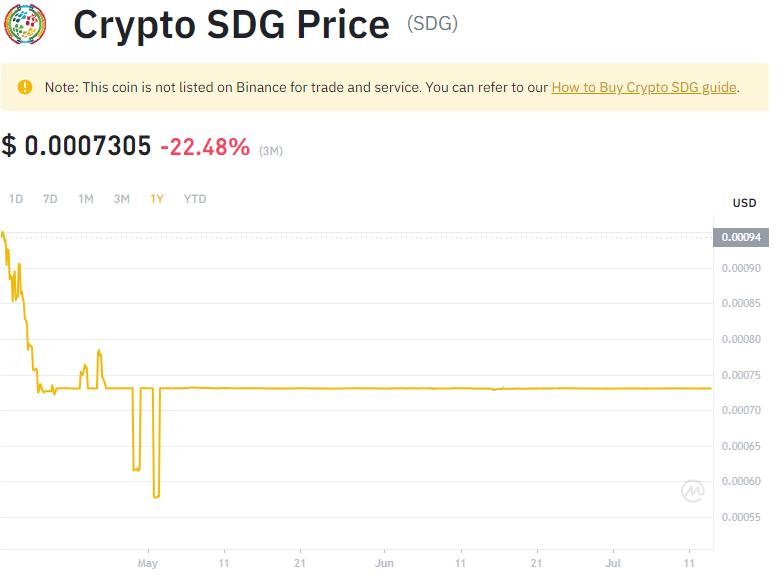 Crypto SDG Price (SDG)
Note: This coin is not listed on Binance for trade and service. You can refer to our How to Buy Crypto SDG guide.
$ 0.0007305 -22.48% (3M)
1D 7D 1M 3M 1Y YTD
USD
0.00094
0.00090
0.00085
0.00080
0.00075
0.00070
0.00065
0.00060
0.00055
May 11 21 Jun 11 21 Jul 11